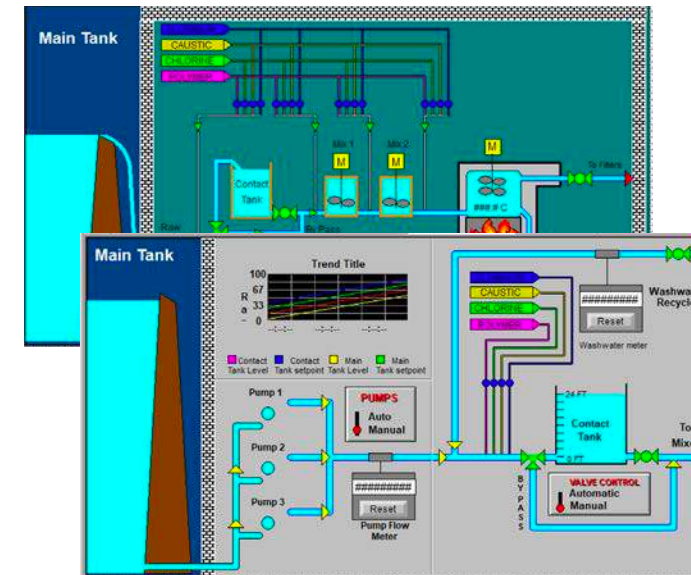 Main Tank
CAUSTIC
CHLORINE
POLYMER
Mix 1
Mix 2
M
M
M
To Filters
Contact
Tank
###.# C
Raw
By Pass
Main Tank
Trend Title
100
67
33
0
R
a
-
--:--:--
--:--:--
--:--:--
Contact
Tank Level
Contact
Tank setpoint
Main
Tank Level
Main
Tank setpoint
Pump 1
Pump 2
Pump 3
PUMPS
Auto
Manual
#########
Reset
Pump Flow
Meter
CAUSTIC
CHLORINE
POLYMER
#########
Reset
Washwater meter
Washwa
Recycl
24 FT
Contact
Tank
0 FT
To
Mixe
BYPASS
VALVE CONTROL
Automatic
Manual